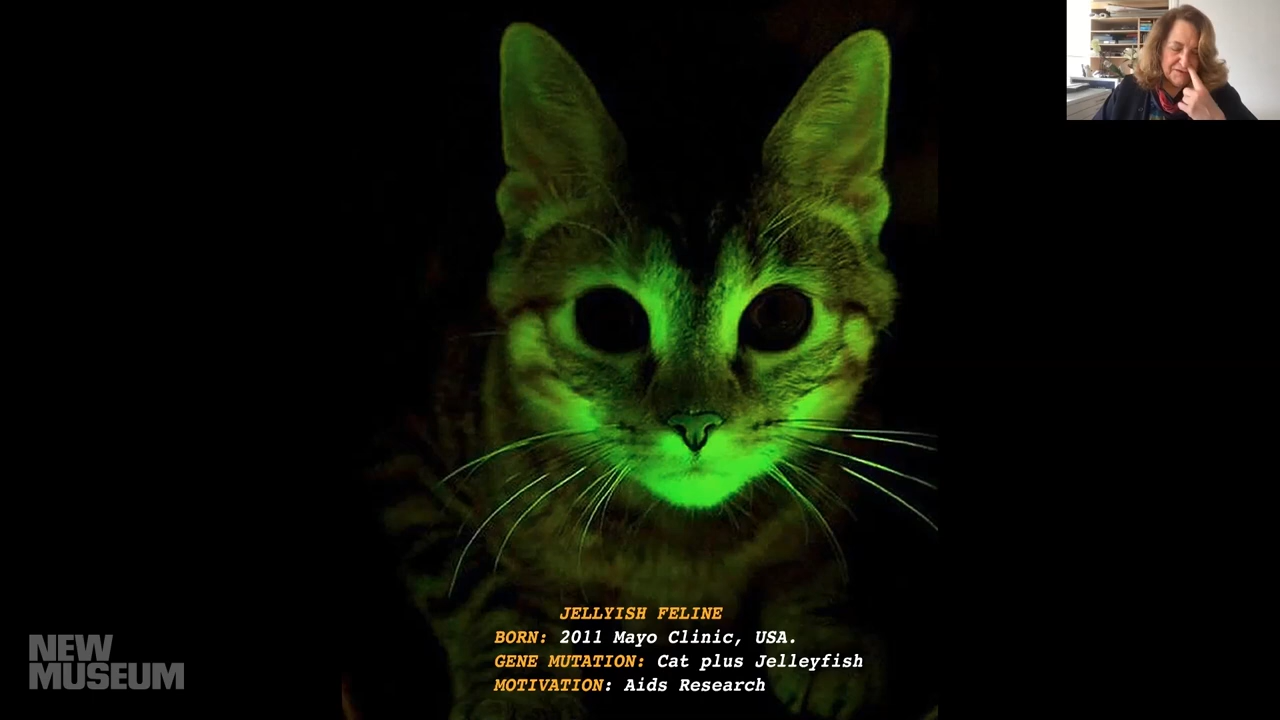 JELLYISH FELINE
BORN: 2011 Mayo Clinic, USA.
GENE MUTATION: Cat plus Jelleyfish
MOTIVATION: Aids Research
NEW
MUSEUM